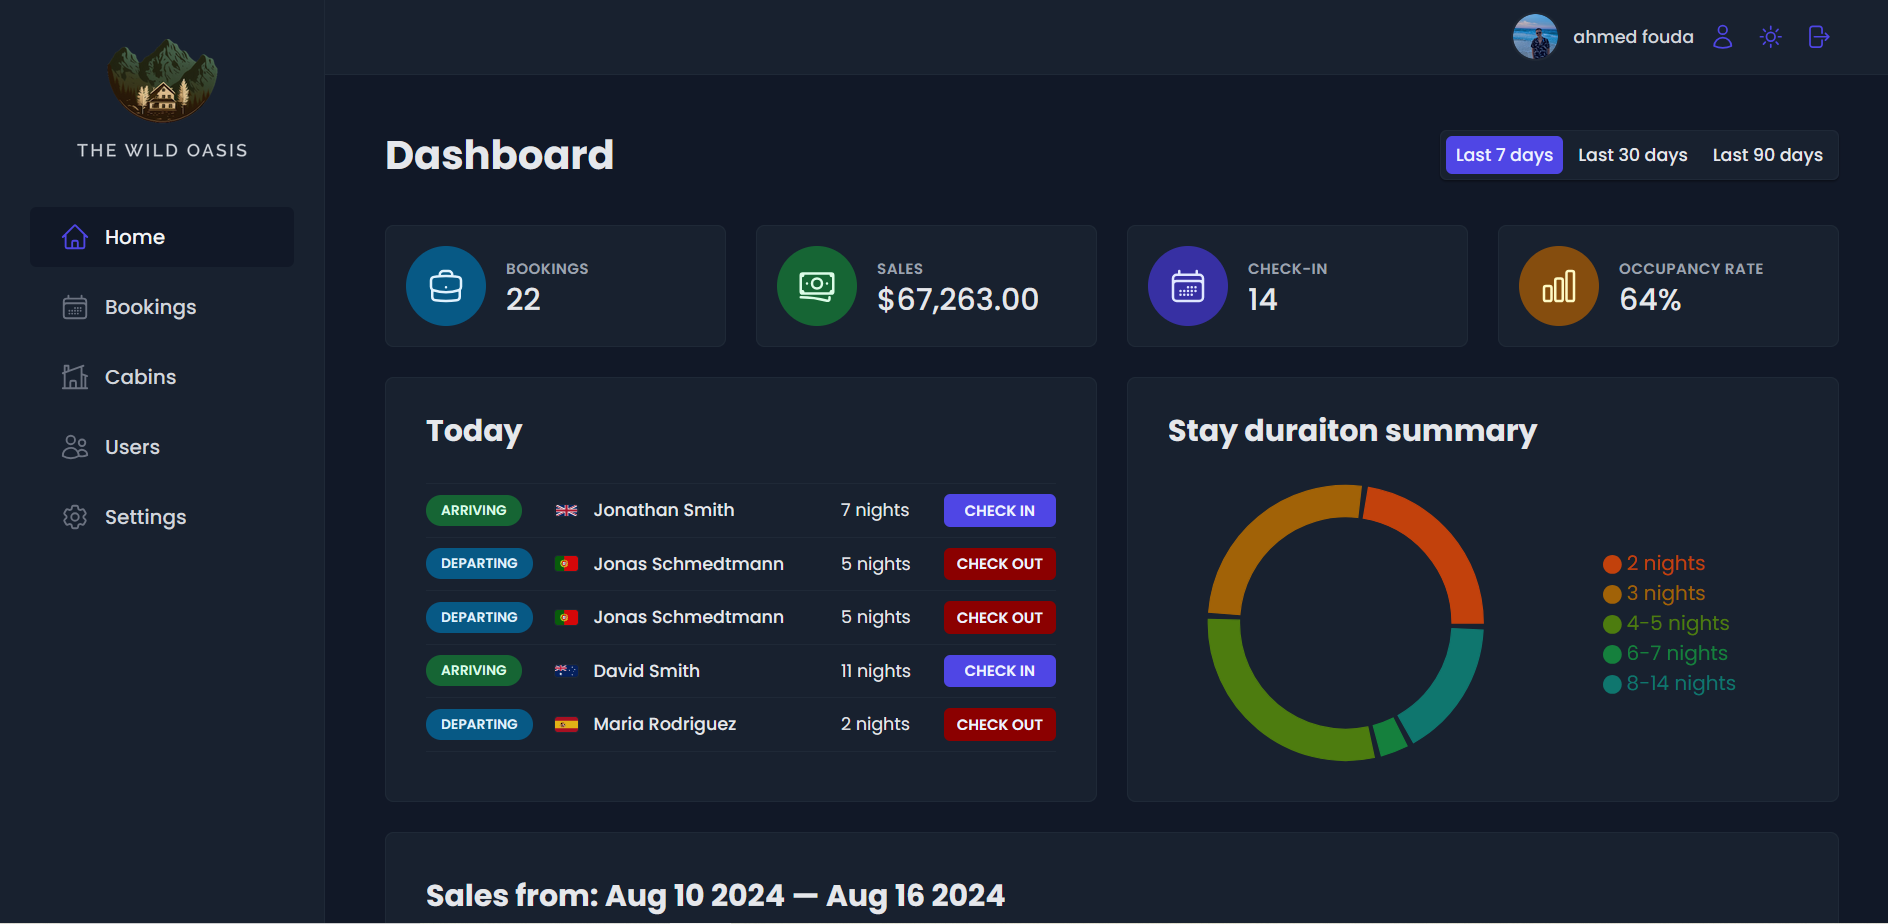 THE WILD OASIS
Home
Bookings
Cabins
Users
Settings
ahmed fouda
Dashboard
Last 7 days Last 30 days Last 90 days
BOOKINGS
22
SALES
$67,263.00
CHECK-IN
14
OCCUPANCY RATE
64%
Today
ARRIVING Jonathan Smith 7 nights CHECK IN
DEPARTING Jonas Schmedtmann 5 nights CHECK OUT
DEPARTING Jonas Schmedtmann 5 nights CHECK OUT
ARRIVING David Smith 11 nights CHECK IN
DEPARTING Maria Rodriguez 2 nights CHECK OUT
Stay duraiton summary
2 nights
3 nights
4-5 nights
6-7 nights
8-14 nights
Sales from: Aug 10 2024 — Aug 16 2024